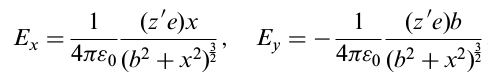 E_x = \frac{1}{4\pi\varepsilon_0} \frac{(z'e)x}{(b^2 + x^2)^{\frac{3}{2}}}, \quad E_y = -\frac{1}{4\pi\varepsilon_0} \frac{(z'e)b}{(b^2 + x^2)^{\frac{3}{2}}}